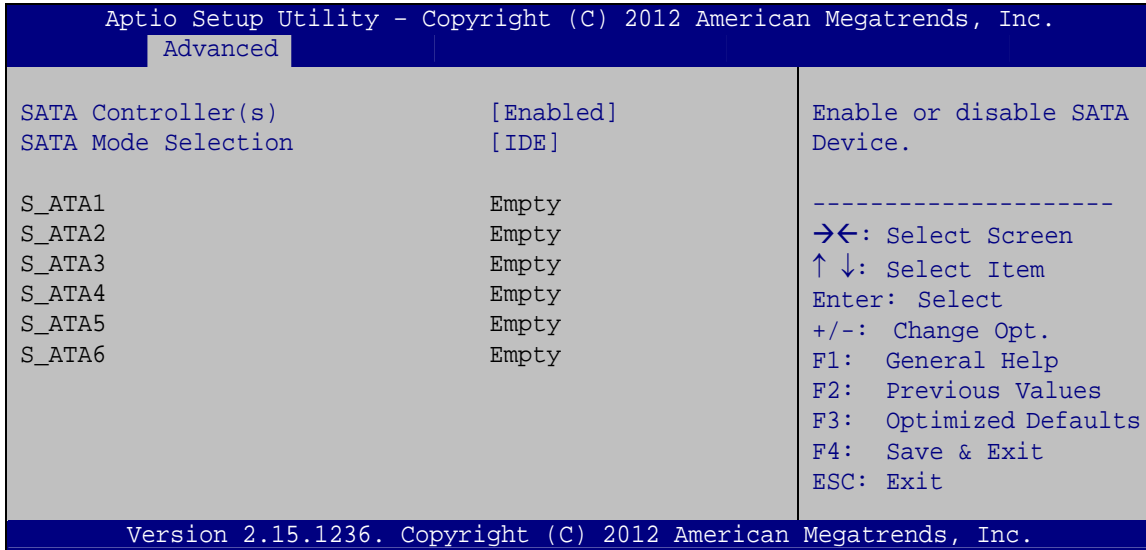 Aptio Setup Utility – Copyright (C) 2012 American Megatrends, Inc.
Advanced
SATA Controller(s) [Enabled]
SATA Mode Selection [IDE]
S_ATA1 Empty
S_ATA2 Empty
S_ATA3 Empty
S_ATA4 Empty
S_ATA5 Empty
S_ATA6 Empty
Enable or disable SATA
Device.
---------------------
→←: Select Screen
↑ ↓: Select Item
Enter: Select
+/-: Change Opt.
F1: General Help
F2: Previous Values
F3: Optimized Defaults
F4: Save & Exit
ESC: Exit
Version 2.15.1236. Copyright (C) 2012 American Megatrends, Inc.